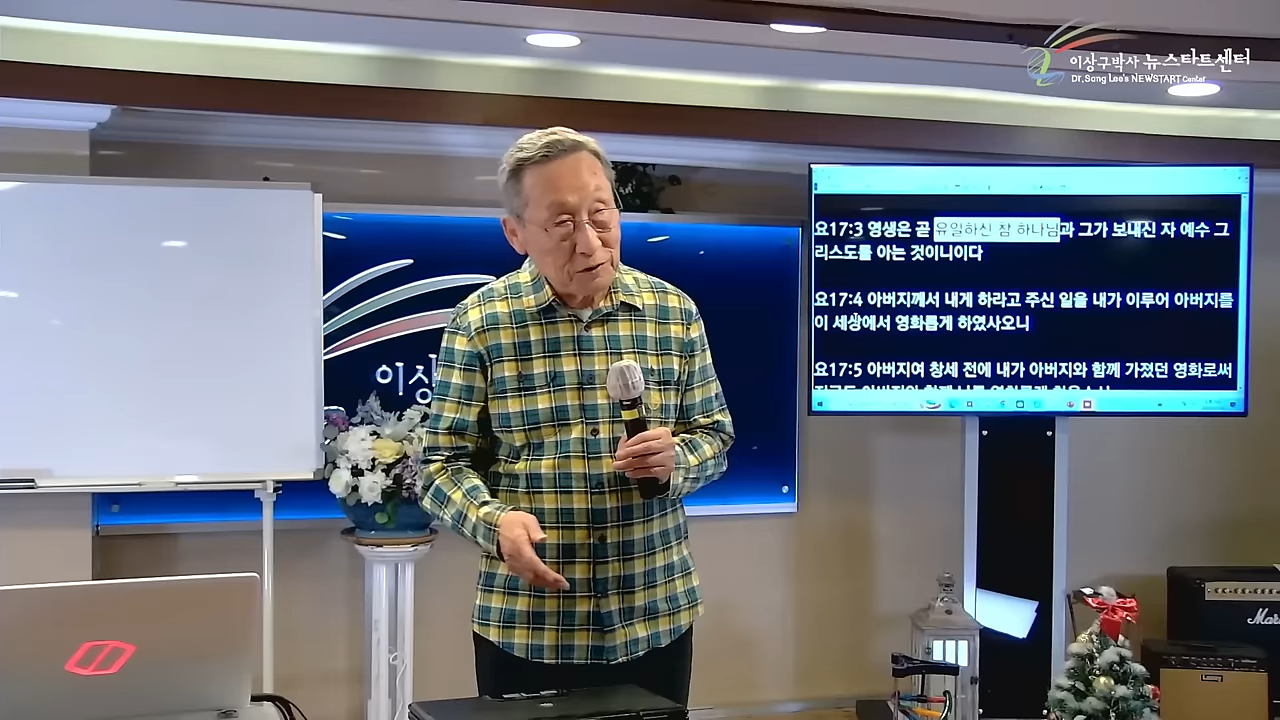 이상구박사 뉴스타트센터
Dr. Sang Lee's NEWSTART Center
요17:3 영생은 곧 유일하신 참 하나님과 그가 보내신 자 예수 그
리스도를 아는 것이니이다
요17:4 아버지께서 내게 하라고 주신 일을 내가 이루어 아버지를
이 세상에서 영화롭게 하였사오니
요17:5 아버지여 창세 전에 내가 아버지와 함께 가졌던 영화로써
이상